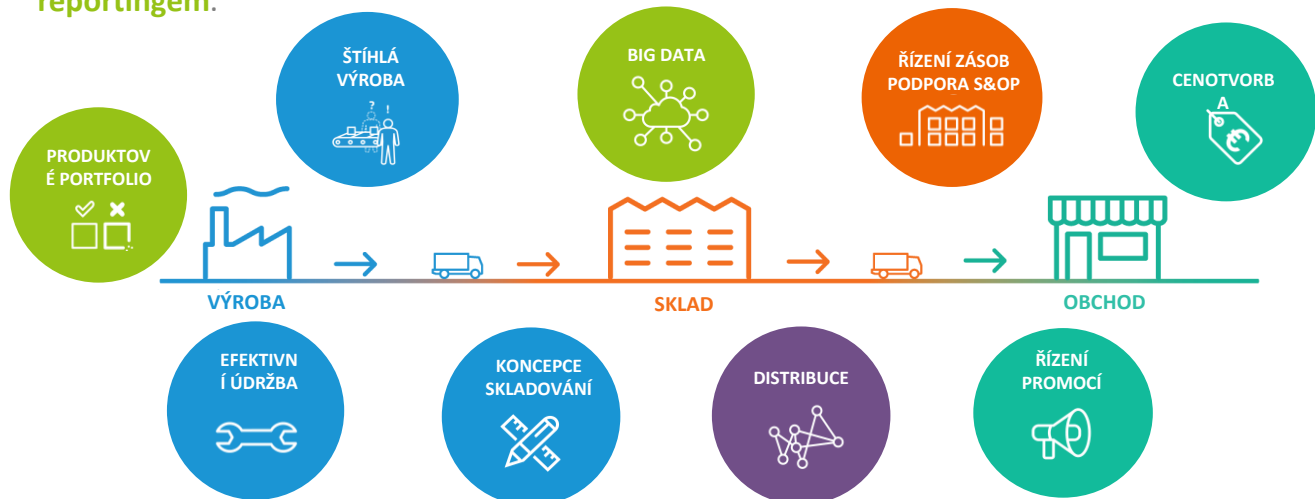 reportingem.
ŠTÍHLÁ
VÝROBA
BIG DATA
ŘÍZENÍ ZÁSOB
PODPORA S&OP
CENOTVORB
A
€
PRODUKTOV
É PORTFOLIO
? !
VÝROBA
SKLAD
OBCHOD
EFEKTIVN
Í ÚDRŽBA
KONCEPCE
SKLADOVÁNÍ
DISTRIBUCE
ŘÍZENÍ
PROMOCÍ